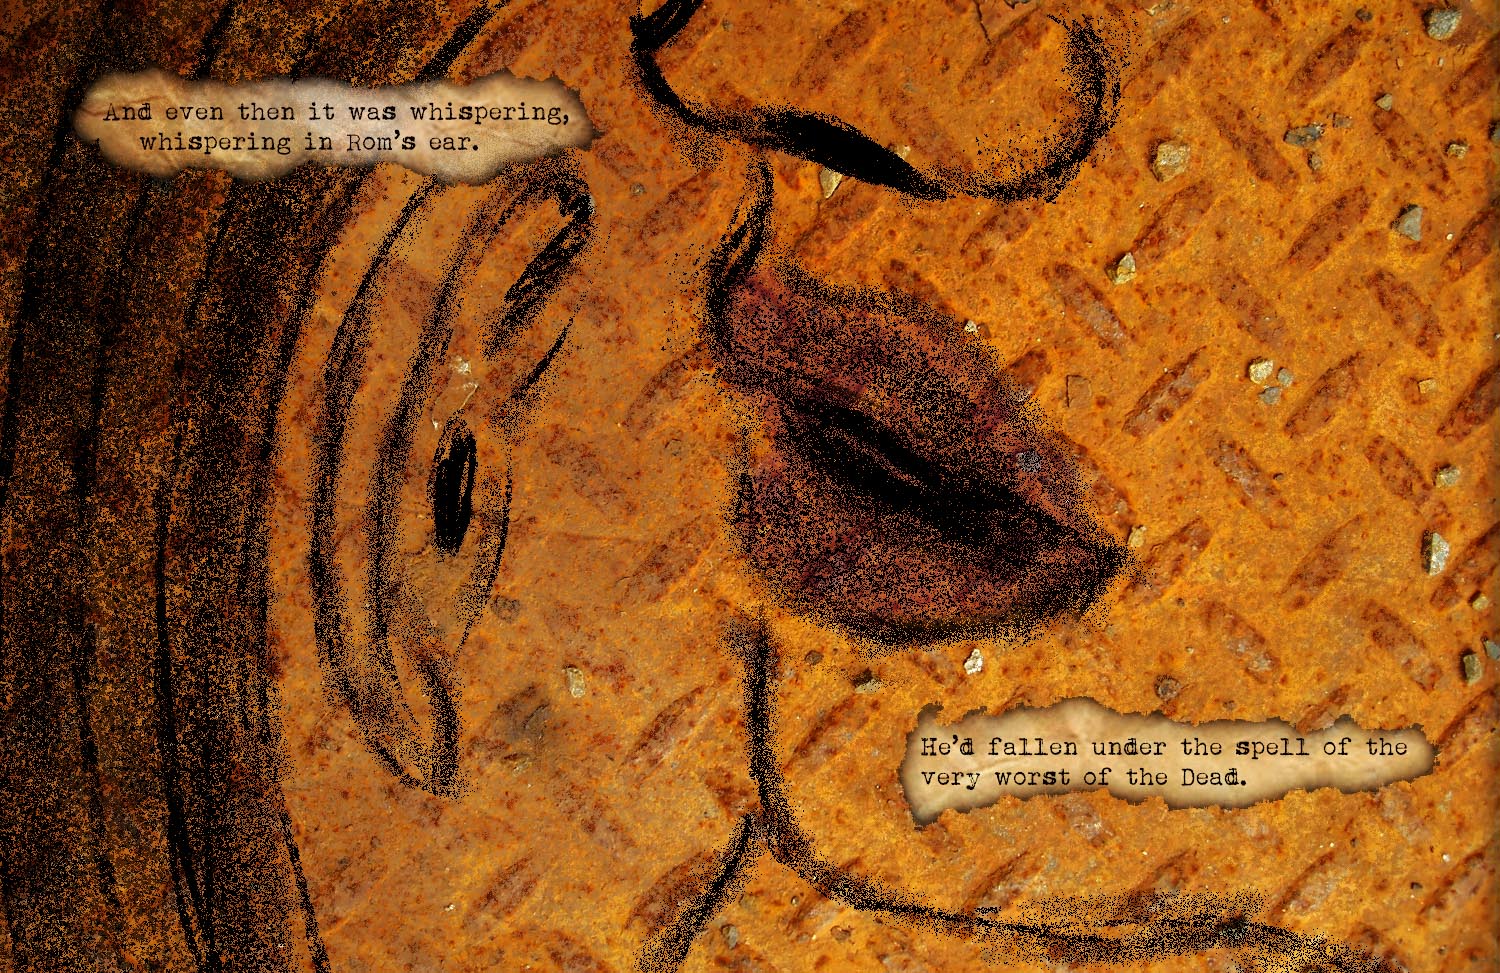 And even then it was whispering,
whispering in Rom's ear.
He'd fallen under the spell of the
very worst of the Dead.